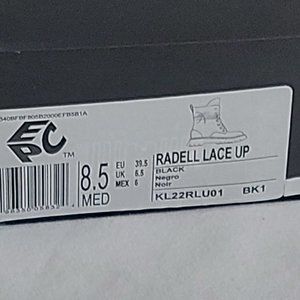 EPC
TM
8.5
MED
EU 39.5
UK 6.5
MEX 6
RADELL LACE UP
BLACK
Negro
Noir
KL22RLU01 BK1